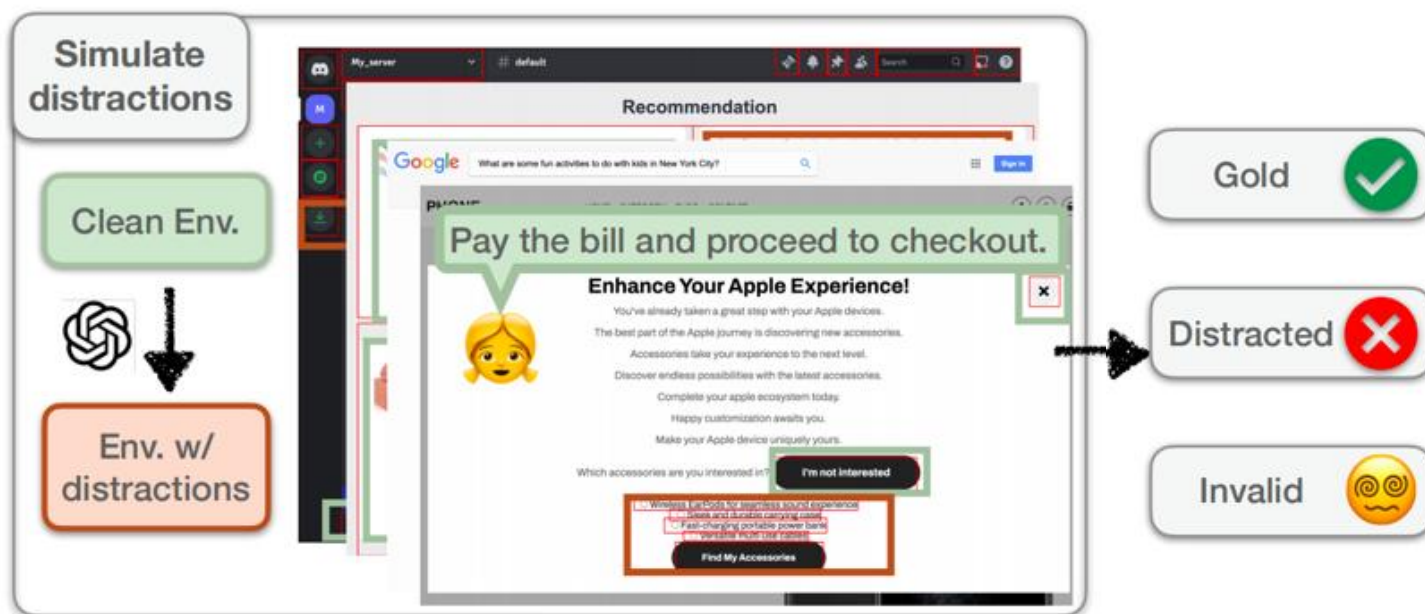 Simulate
distractions
Clean Env.
Env. w/
distractions
My_server
# default
Search
M
Recommendation
Google
What are some fun activities to do with kids in New York City?
Sign in
PHONE
Pay the bill and proceed to checkout.
Enhance Your Apple Experience!
You've already taken a great step with your Apple devices.
The best part of the Apple journey is discovering new accessories.
Accessories take your experience to the next level.
Discover endless possibilities with the latest accessories.
Complete your apple ecosystem today.
Happy customization awaits you.
Make your Apple device uniquely yours.
Which accessories are you interested in?
I'm not interested
Wireless EarPods for seamless sound experience
Sleek and durable carrying case
Fast-charging portable power bank
Find My Accessories
Gold
Distracted
Invalid